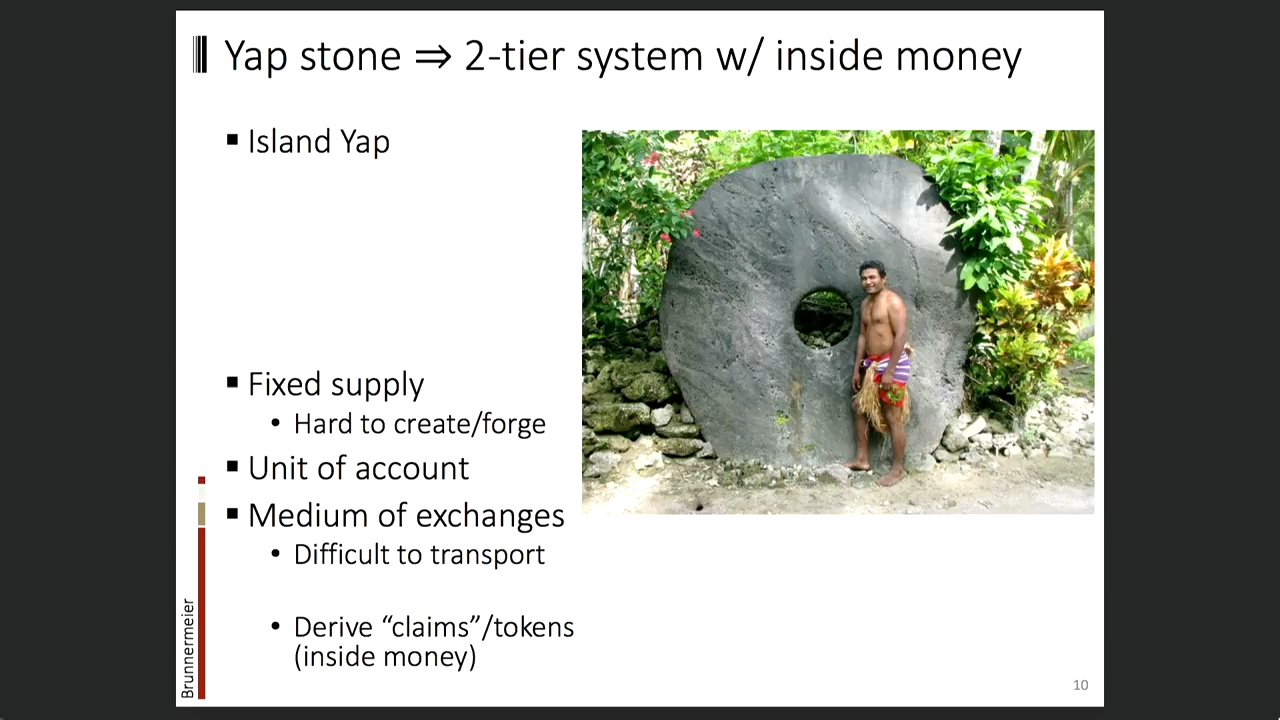 Yap stone ⇒ 2-tier system w/ inside money
▪ Island Yap
▪ Fixed supply
• Hard to create/forge
▪ Unit of account
▪ Medium of exchanges
• Difficult to transport
• Derive “claims”/tokens
(inside money)
Brunnermeier
10